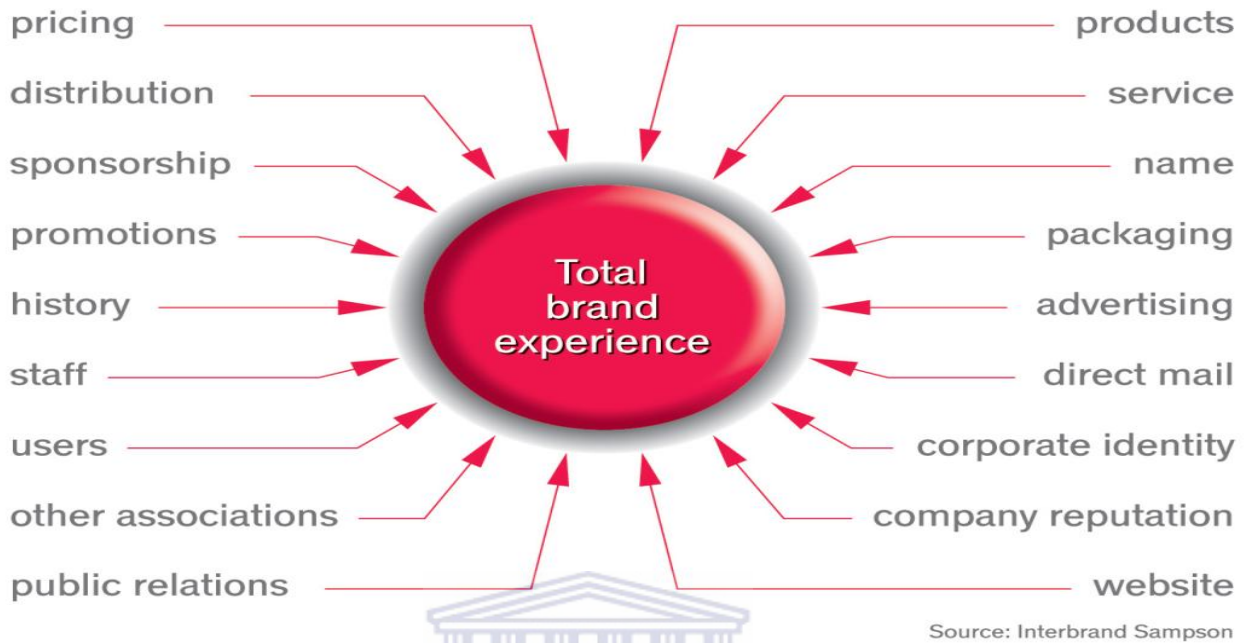 pricing
distribution
sponsorship
promotions
history
staff
users
other associations
public relations
Total
brand
experience
products
service
name
packaging
advertising
direct mail
corporate identity
company reputation
website
Source: Interbrand Sampson